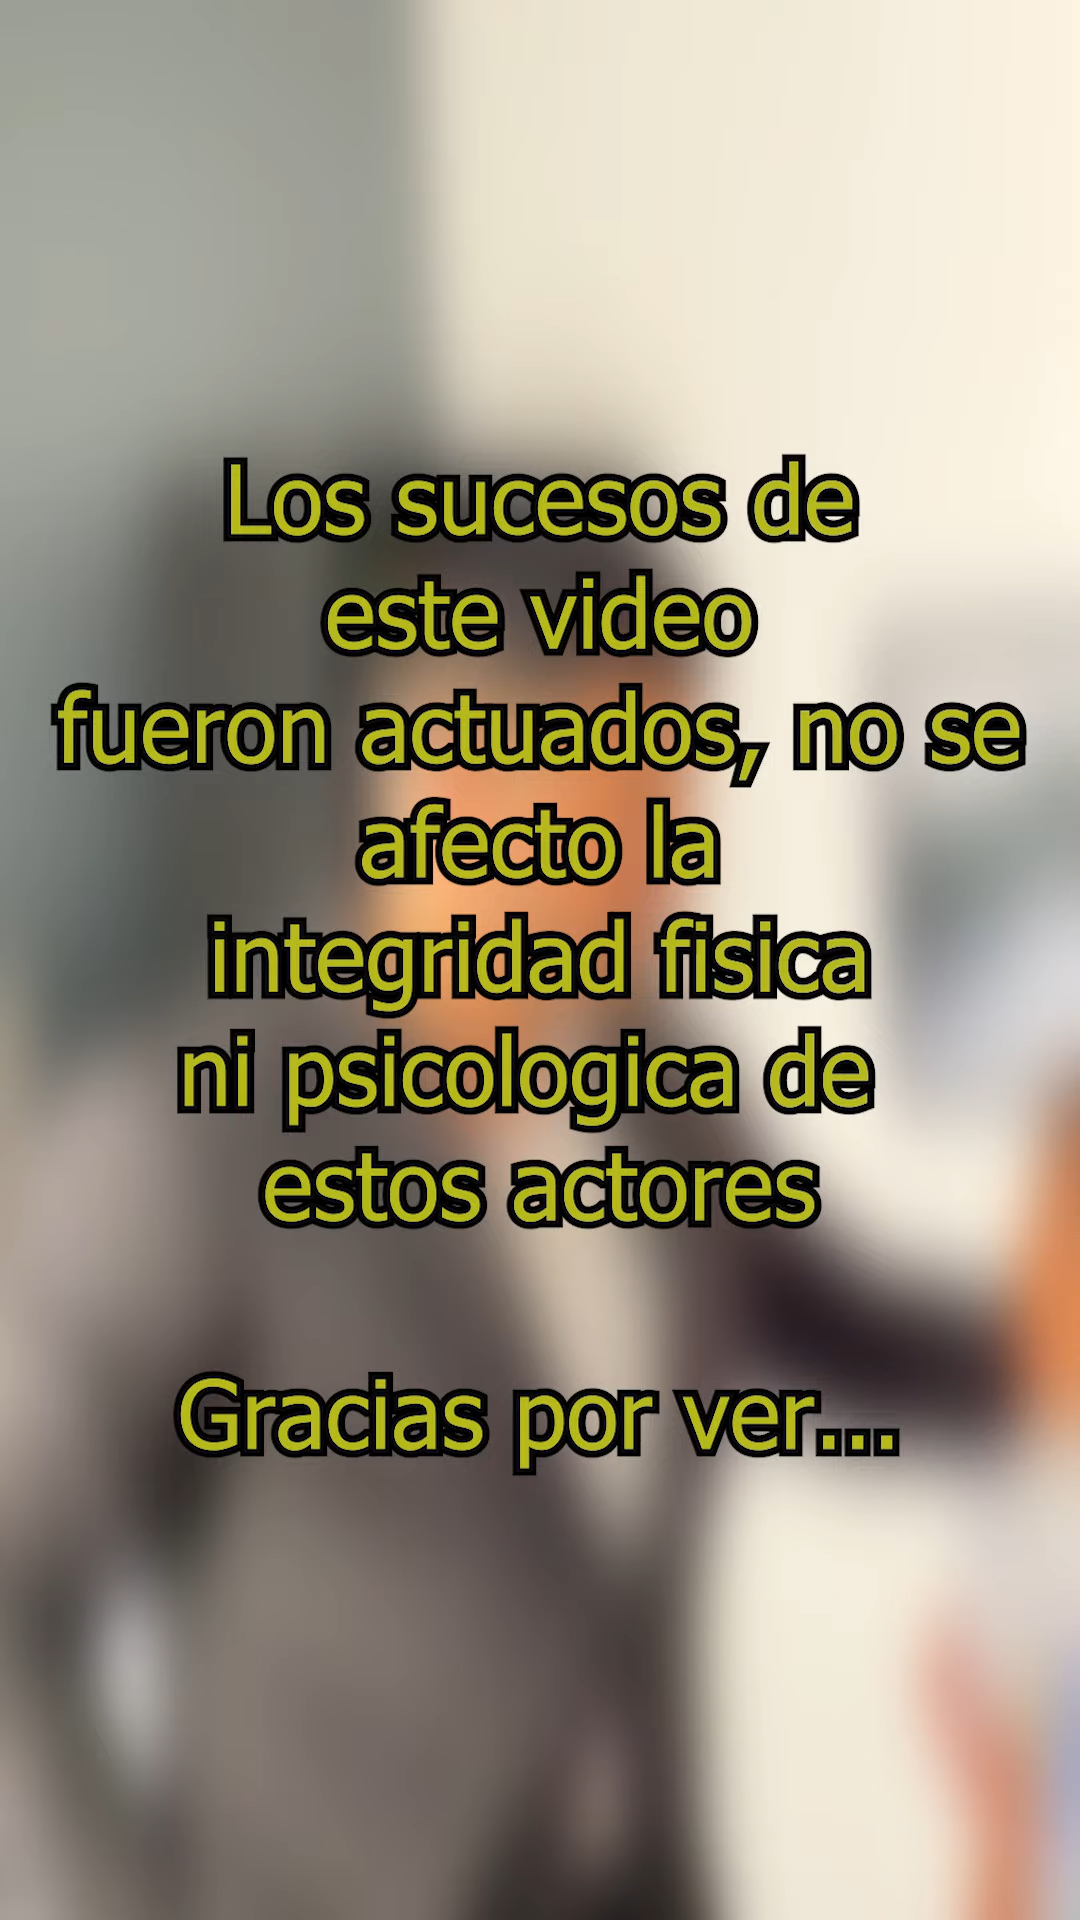 Los sucesos de
este video
fueron actuados, no se
afecto la
integridad fisica
ni psicologica de
estos actores
Gracias por ver...